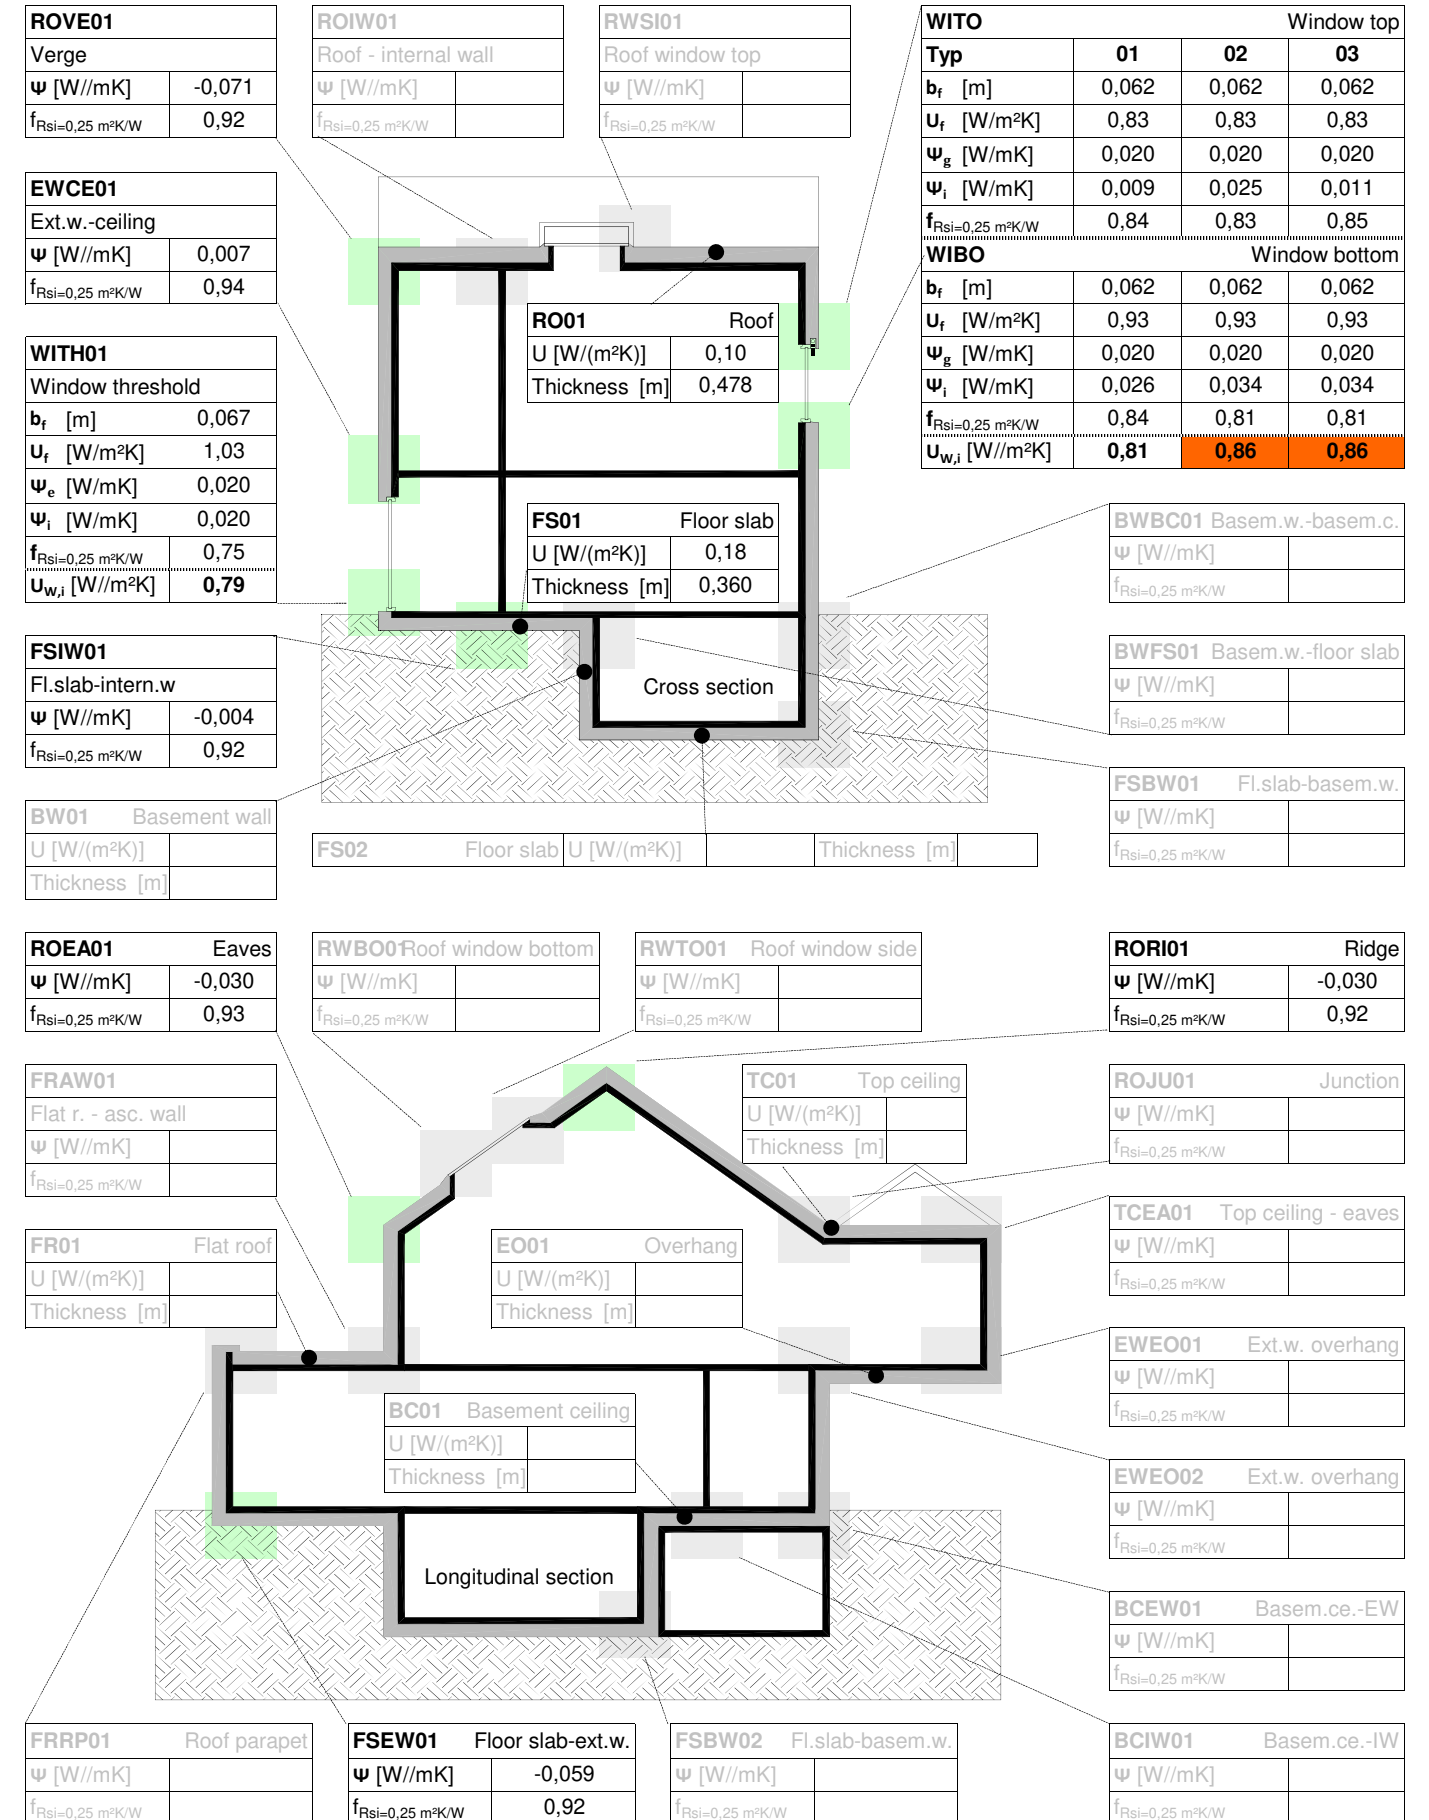 ROVE01
Verge
Ψ [W//mK] -0,071
fRsi=0,25 m²K/W 0,92
ROIW01
Roof - internal wall
Ψ [W//mK]
fRsi=0,25 m²K/W
RWSI01
Roof window top
Ψ [W//mK]
fRsi=0,25 m²K/W
WITO Window top
Typ 01 02 03
bf [m] 0,062 0,062 0,062
Uf [W/m²K] 0,83 0,83 0,83
Ψg [W/mK] 0,020 0,020 0,020
Ψi [W/mK] 0,009 0,025 0,011
fRsi=0,25 m²K/W 0,84 0,83 0,85
WIBO Window bottom
bf [m] 0,062 0,062 0,062
Uf [W/m²K] 0,93 0,93 0,93
Ψg [W/mK] 0,020 0,020 0,020
Ψi [W/mK] 0,026 0,034 0,034
fRsi=0,25 m²K/W 0,84 0,81 0,81
UW,i [W//m²K] 0,81 0,86 0,86
EWCE01
Ext.w.-ceiling
Ψ [W//mK] 0,007
fRsi=0,25 m²K/W 0,94
RO01 Roof
U [W/(m²K)] 0,10
Thickness [m] 0,478
WITH01
Window threshold
bf [m] 0,067
Uf [W/m²K] 1,03
Ψe [W/mK] 0,020
Ψi [W/mK] 0,020
fRsi=0,25 m²K/W 0,75
UW,i [W//m²K] 0,79
FS01 Floor slab
U [W/(m²K)] 0,18
Thickness [m] 0,360
BWBC01 Basem.w.-basem.c.
Ψ [W//mK]
fRsi=0,25 m²K/W
FSIW01
Fl.slab-intern.w
Ψ [W//mK] -0,004
fRsi=0,25 m²K/W 0,92
Cross section
BWFS01 Basem.w.-floor slab
Ψ [W//mK]
fRsi=0,25 m²K/W
FSBW01 Fl.slab-basem.w.
Ψ [W//mK]
fRsi=0,25 m²K/W
BW01 Basement wall
U [W/(m²K)]
Thickness [m]
FS02 Floor slab U [W/(m²K)] Thickness [m]
ROEA01 Eaves
Ψ [W//mK] -0,030
fRsi=0,25 m²K/W 0,93
RWBO01 Roof window bottom
Ψ [W//mK]
fRsi=0,25 m²K/W
RWTO01 Roof window side
Ψ [W//mK]
fRsi=0,25 m²K/W
RORI01 Ridge
Ψ [W//mK] -0,030
fRsi=0,25 m²K/W 0,92
FRAW01
Flat r. - asc. wall
Ψ [W//mK]
fRsi=0,25 m²K/W
TC01 Top ceiling
U [W/(m²K)]
Thickness [m]
ROJU01 Junction
Ψ [W//mK]
fRsi=0,25 m²K/W
TCEA01 Top ceiling - eaves
Ψ [W//mK]
fRsi=0,25 m²K/W
FR01 Flat roof
U [W/(m²K)]
Thickness [m]
EO01 Overhang
U [W/(m²K)]
Thickness [m]
EWEO01 Ext.w. overhang
Ψ [W//mK]
fRsi=0,25 m²K/W
BC01 Basement ceiling
U [W/(m²K)]
Thickness [m]
EWEO02 Ext.w. overhang
Ψ [W//mK]
fRsi=0,25 m²K/W
Longitudinal section
BCEW01 Basem.ce.-EW
Ψ [W//mK]
fRsi=0,25 m²K/W
FRRP01 Roof parapet
Ψ [W//mK]
fRsi=0,25 m²K/W
FSEW01 Floor slab-ext.w.
Ψ [W//mK] -0,059
fRsi=0,25 m²K/W 0,92
FSBW02 Fl.slab-basem.w.
Ψ [W//mK]
fRsi=0,25 m²K/W
BCIW01 Basem.ce.-IW
Ψ [W//mK]
fRsi=0,25 m²K/W